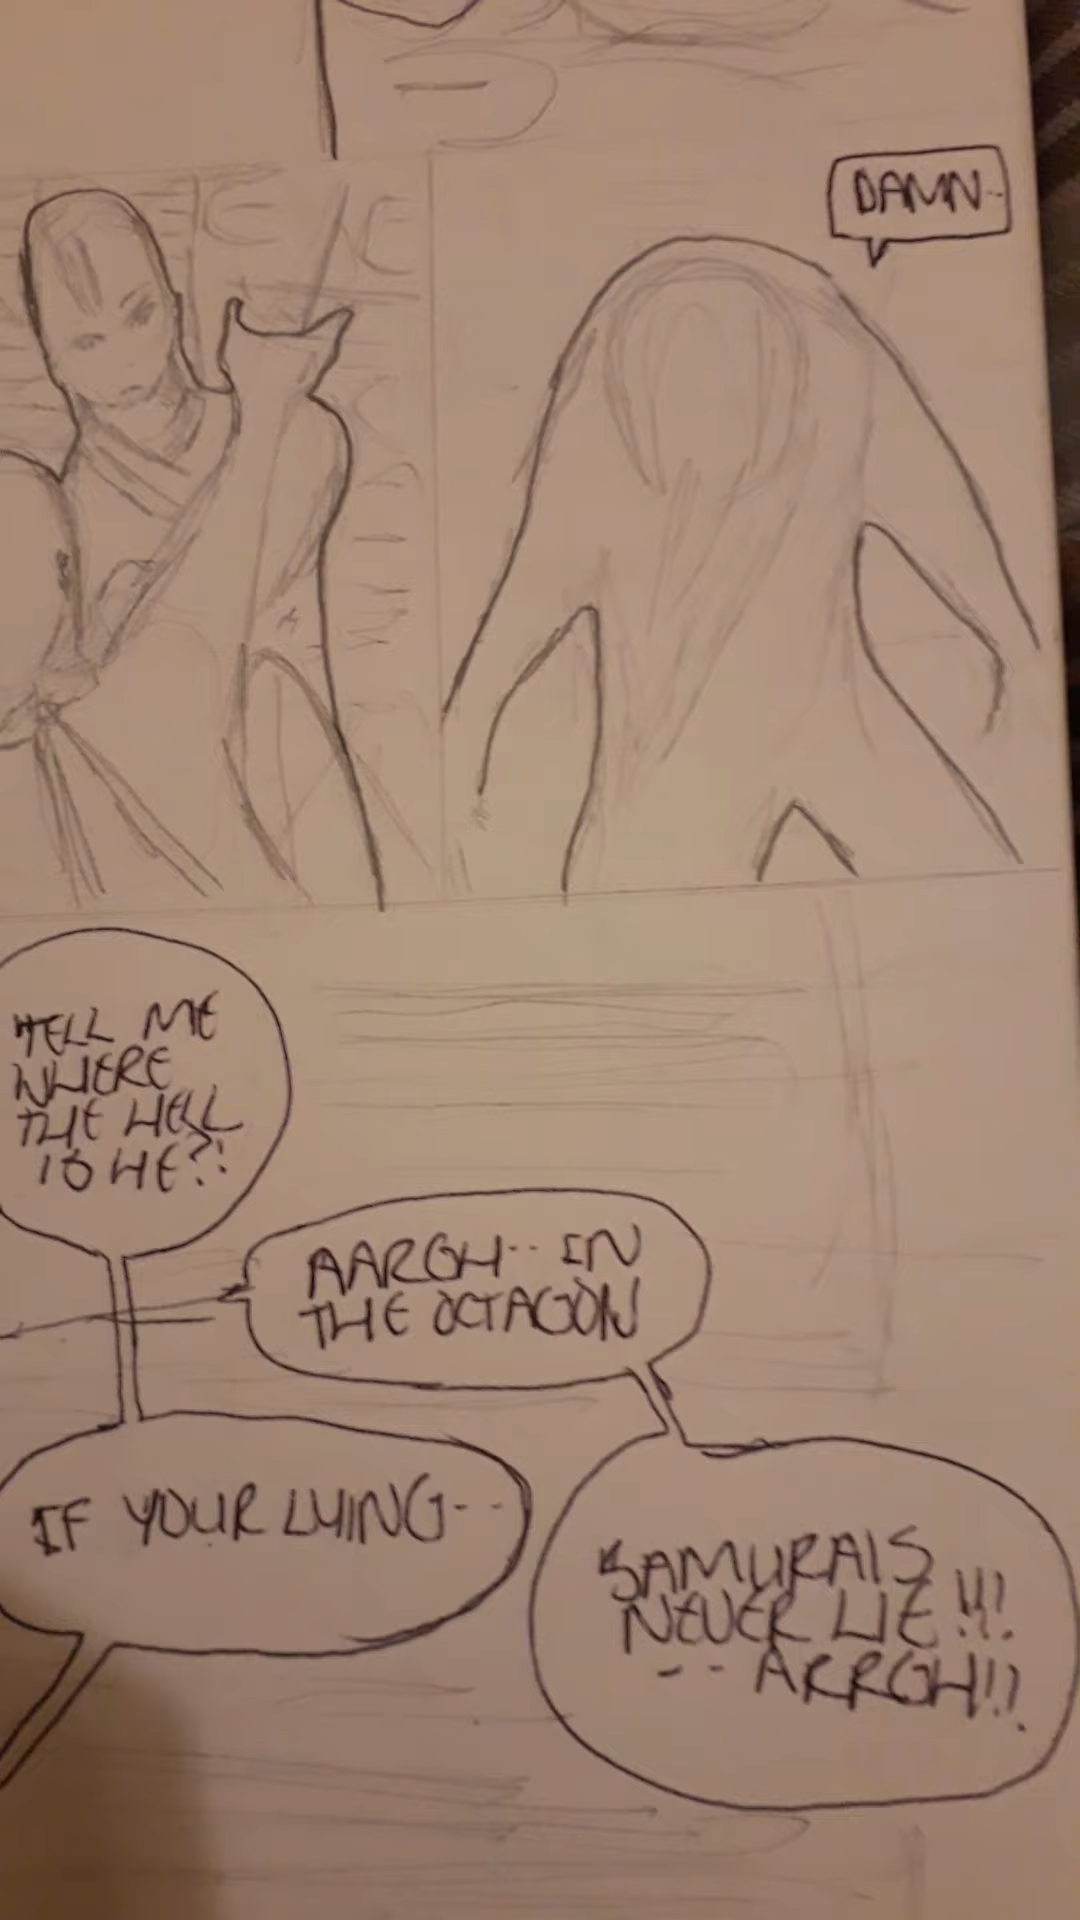 DAMN..
TELL ME
WHERE
THE HELL
IS HE?!
AARGH.. IN
THE OCTAGON
IF YOUR LYING--
SAMURAIS
NEVER LIE!!!
-- ARRGH!!